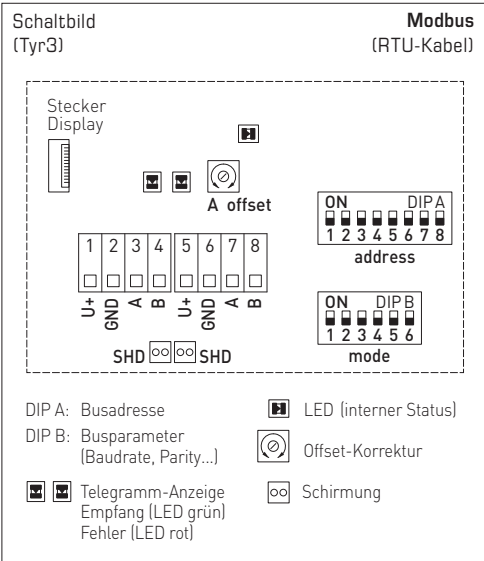 Schaltbild
(Tyr3)
Modbus
(RTU-Kabel)
Stecker
Display
A offset
ON DIP A
1 2 3 4 5 6 7 8
address
1 2 3 4 5 6 7 8
U+ GND A B U+ GND A B
SHD SHD
ON DIP B
1 2 3 4 5 6
mode
DIP A: Busadresse
DIP B: Busparameter
(Baudrate, Parity...)
Telegramm-Anzeige
Empfang (LED grün)
Fehler (LED rot)
LED (interner Status)
Offset-Korrektur
Schirmung